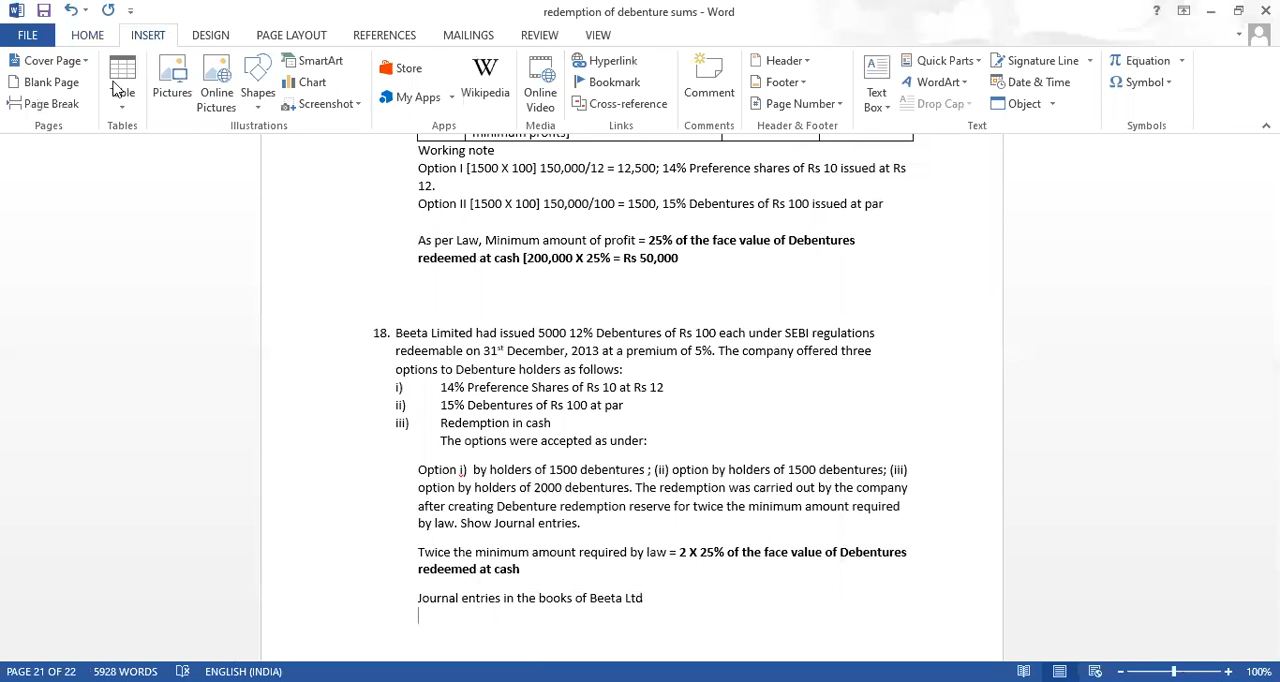 redemption of debenture sums - Word
FILE HOME INSERT DESIGN PAGE LAYOUT REFERENCES MAILINGS REVIEW VIEW
Cover Page
Blank Page
Page Break
Pages
Tables
Pictures
Online Pictures
Shapes
SmartArt
Chart
Screenshot
Illustrations
Store
My Apps
Wikipedia
Apps
Online Video
Media
Hyperlink
Bookmark
Cross-reference
Links
Comment
Comments
Header
Footer
Page Number
Header & Footer
Text Box
Quick Parts
WordArt
Drop Cap
Signature Line
Date & Time
Object
Text
Equation
Symbol
Symbols
minimum profits]
Working note
Option I [1500 X 100] 150,000/12 = 12,500; 14% Preference shares of Rs 10 issued at Rs
12.
Option II [1500 X 100] 150,000/100 = 1500, 15% Debentures of Rs 100 issued at par
As per Law, Minimum amount of profit = 25% of the face value of Debentures
redeemed at cash [200,000 X 25% = Rs 50,000
18. Beeta Limited had issued 5000 12% Debentures of Rs 100 each under SEBI regulations
redeemable on 31st December, 2013 at a premium of 5%. The company offered three
options to Debenture holders as follows:
i) 14% Preference Shares of Rs 10 at Rs 12
ii) 15% Debentures of Rs 100 at par
iii) Redemption in cash
The options were accepted as under:
Option i) by holders of 1500 debentures ; (ii) option by holders of 1500 debentures; (iii)
option by holders of 2000 debentures. The redemption was carried out by the company
after creating Debenture redemption reserve for twice the minimum amount required
by law. Show Journal entries.
Twice the minimum amount required by law = 2 X 25% of the face value of Debentures
redeemed at cash
Journal entries in the books of Beeta Ltd
PAGE 21 OF 22 5928 WORDS ENGLISH (INDIA) 100%